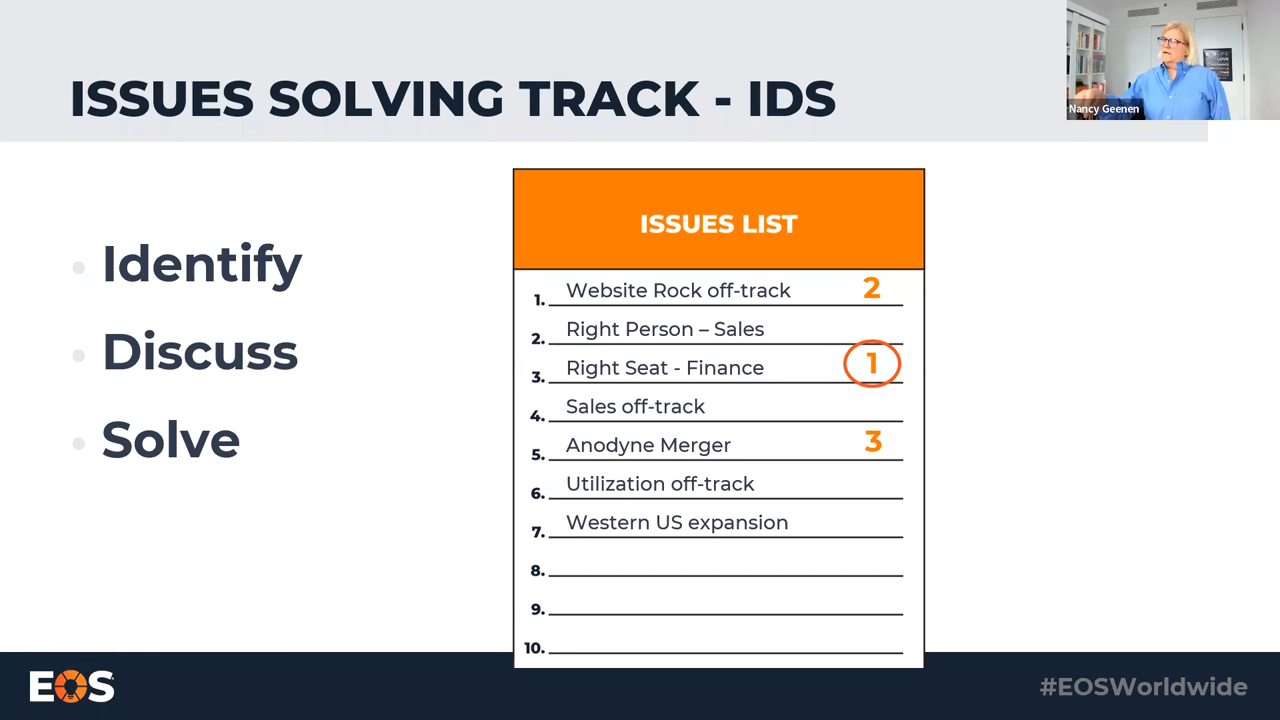 ISSUES SOLVING TRACK - IDS
Nancy Geenen
• Identify
• Discuss
• Solve
ISSUES LIST
1. Website Rock off-track 2
2. Right Person – Sales
3. Right Seat - Finance 1
4. Sales off-track
5. Anodyne Merger 3
6. Utilization off-track
7. Western US expansion
8.
9.
10.
EOS
#EOSWorldwide